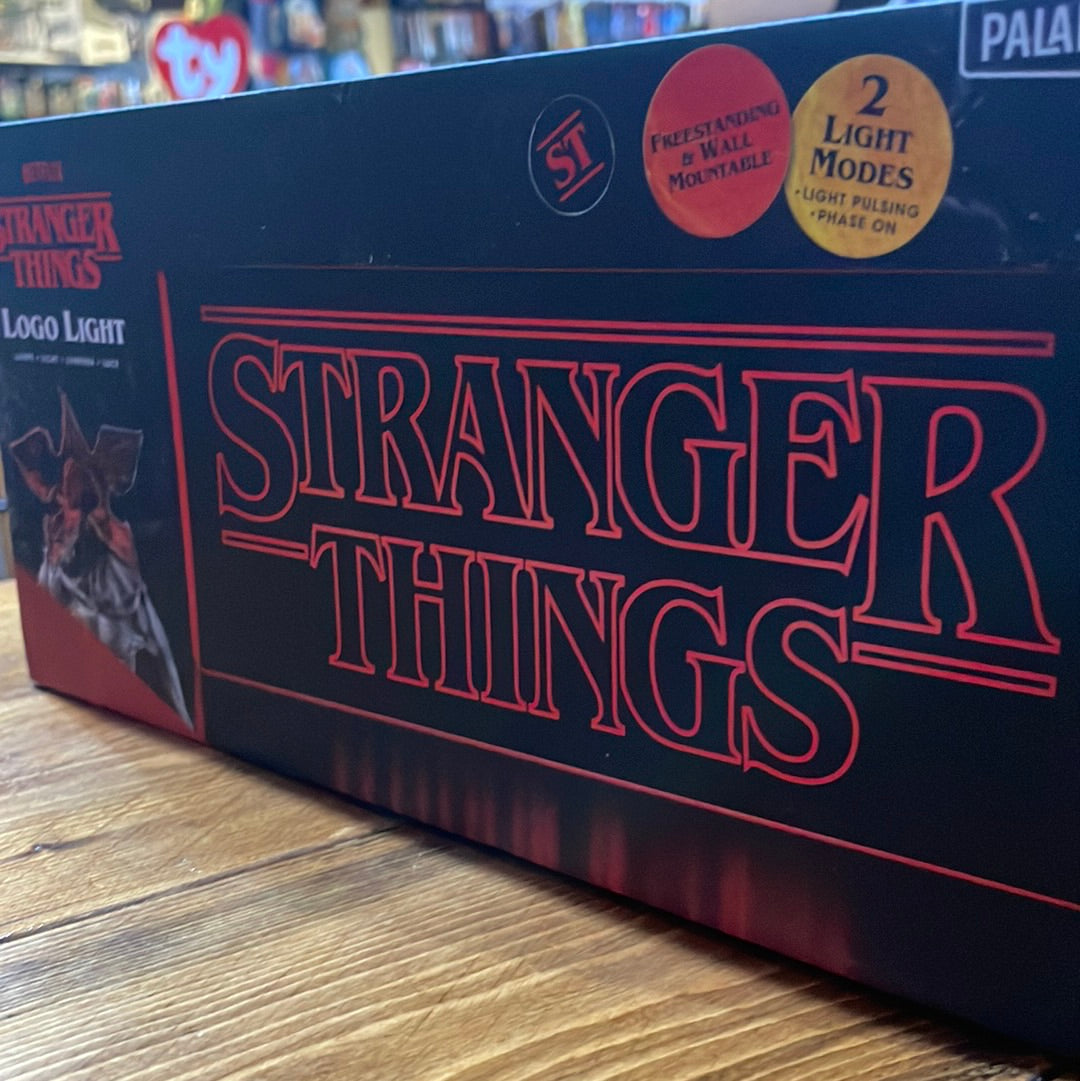 ty
PALA
ST
FREESTANDING
& WALL
MOUNTABLE
2
LIGHT
MODES
•LIGHT PULSING
•PHASE ON
NETFLIX
STRANGER
THINGS
LOGO LIGHT
STRANGER
THINGS